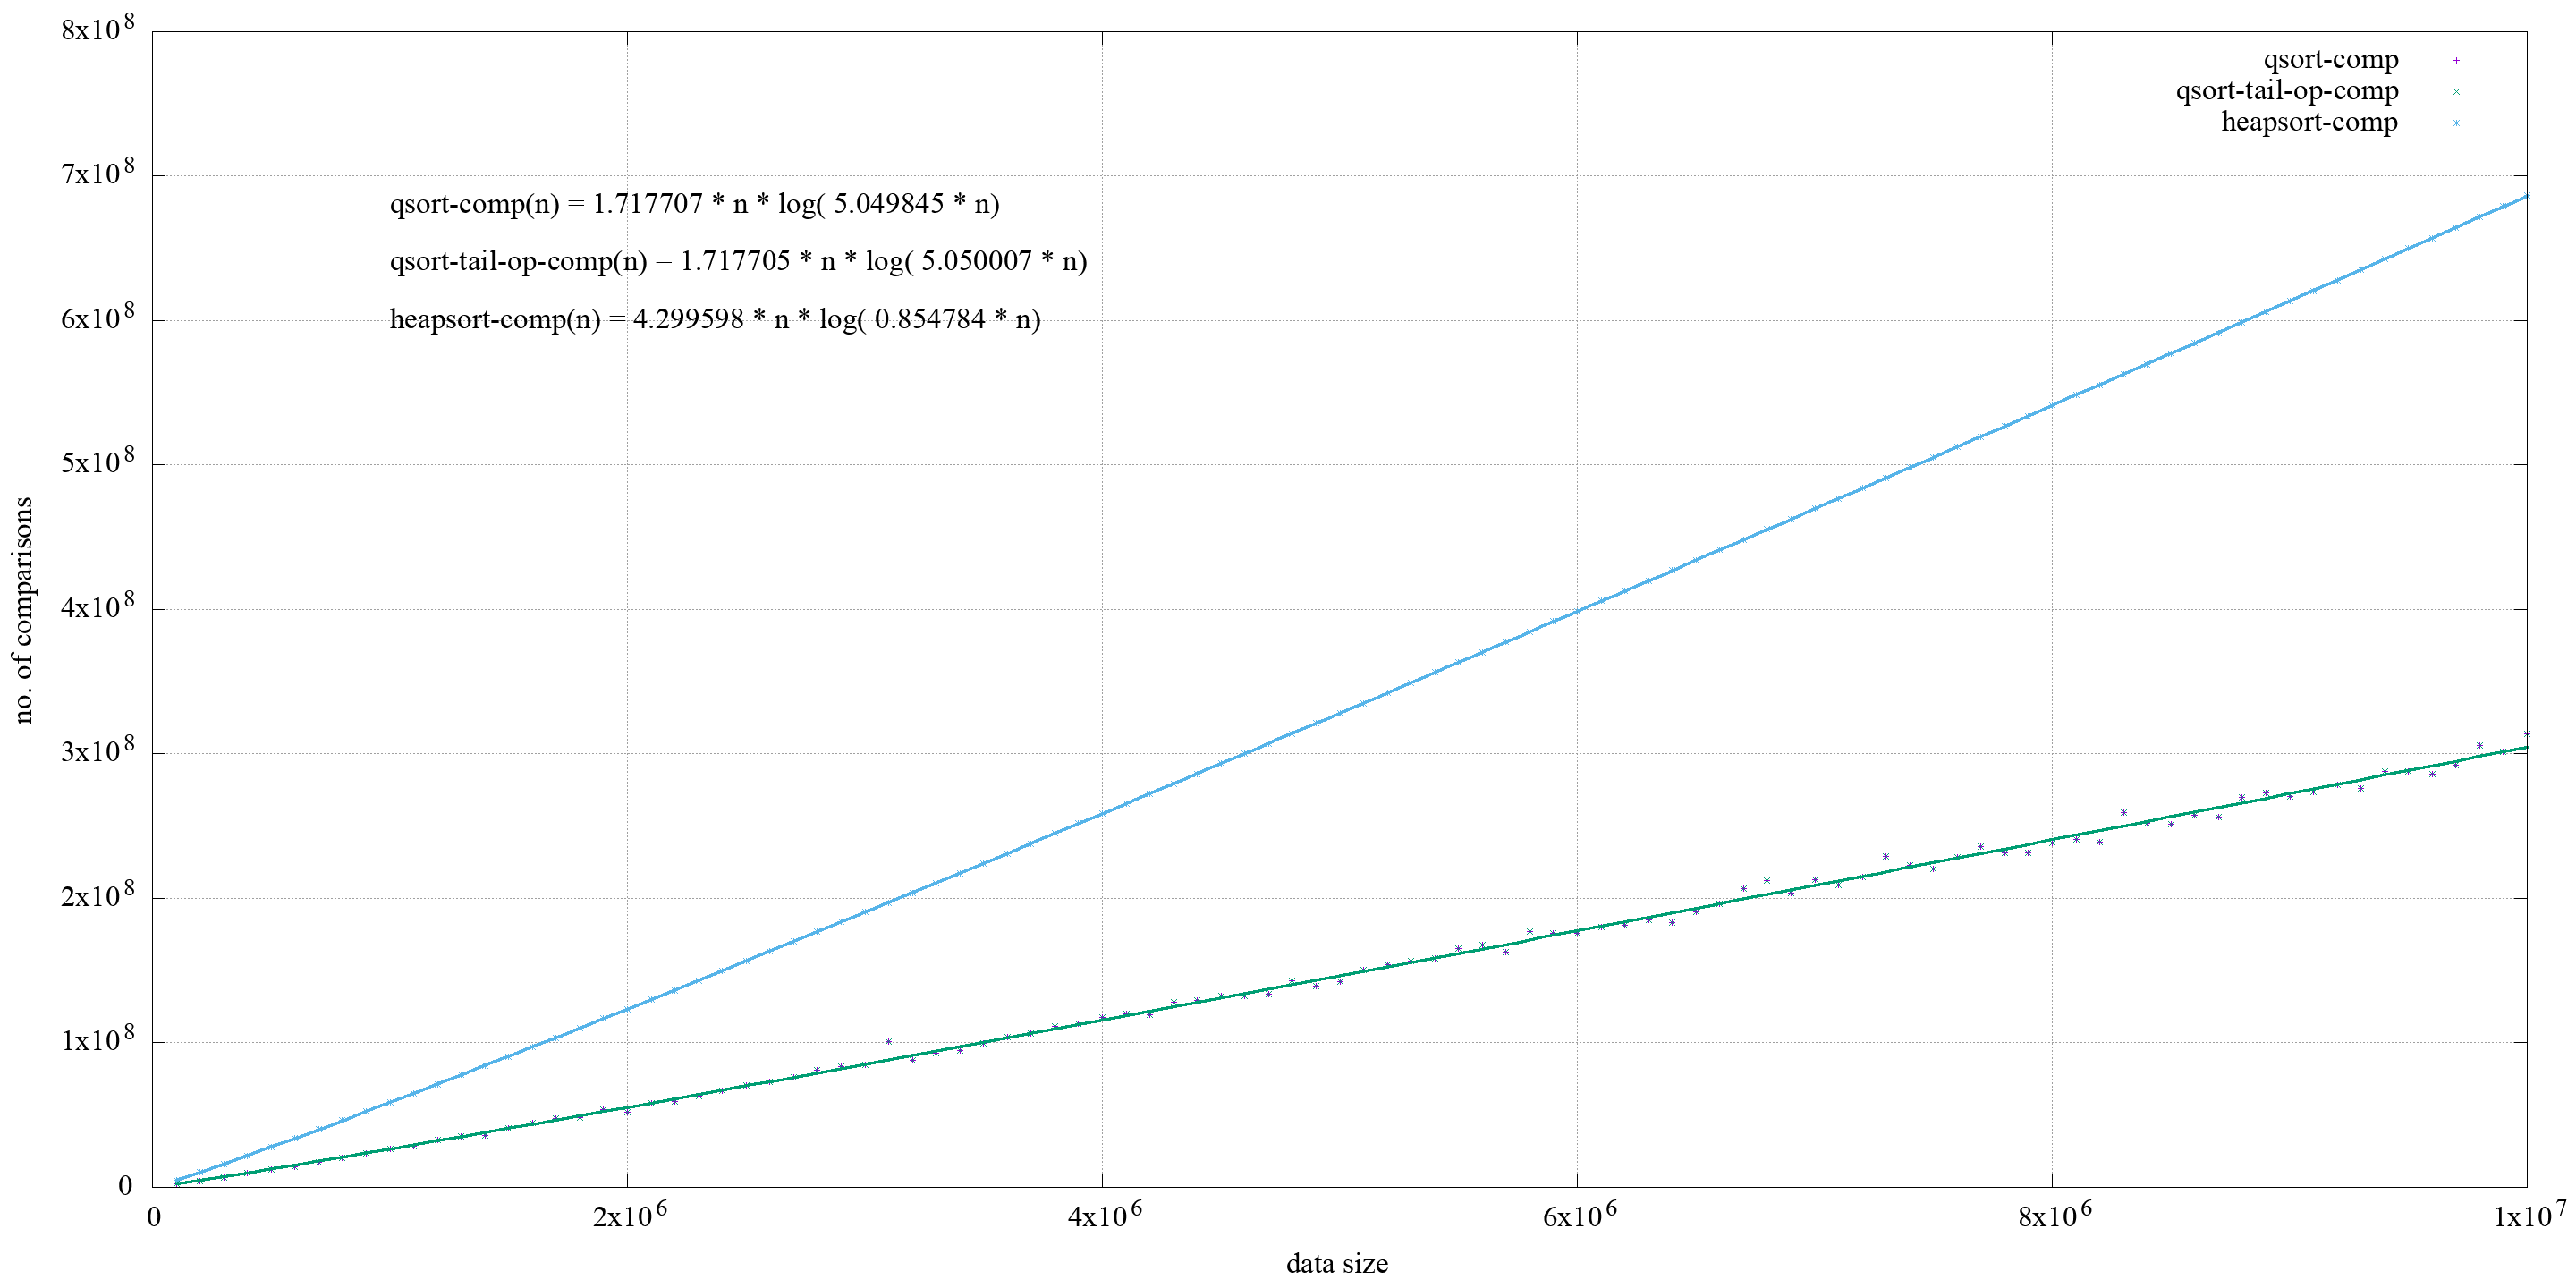 8x10^8
7x10^8
6x10^8
5x10^8
4x10^8
3x10^8
2x10^8
1x10^8
0
no. of comparisons
qsort-comp
qsort-tail-op-comp
heapsort-comp
qsort-comp(n) = 1.717707 * n * log( 5.049845 * n)
qsort-tail-op-comp(n) = 1.717705 * n * log( 5.050007 * n)
heapsort-comp(n) = 4.299598 * n * log( 0.854784 * n)
0 2x10^6 4x10^6 6x10^6 8x10^6 1x10^7
data size